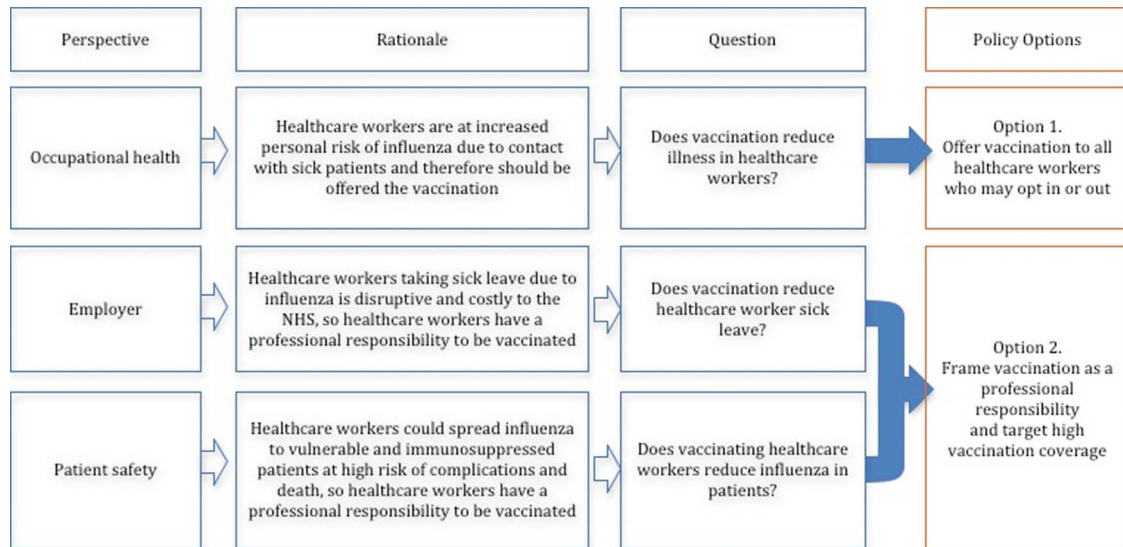 Perspective
Rationale
Question
Policy Options
Occupational health
Healthcare workers are at increased
personal risk of influenza due to contact
with sick patients and therefore should be
offered the vaccination
Does vaccination reduce
illness in healthcare
workers?
Option 1.
Offer vaccination to all
healthcare workers
who may opt in or out
Employer
Healthcare workers taking sick leave due to
influenza is disruptive and costly to the
NHS, so healthcare workers have a
professional responsibility to be vaccinated
Does vaccination reduce
healthcare worker sick
leave?
Option 2.
Frame vaccination as a
professional
responsibility
and target high
vaccination coverage
Patient safety
Healthcare workers could spread influenza
to vulnerable and immunosuppressed
patients at high risk of complications and
death, so healthcare workers have a
professional responsibility to be vaccinated
Does vaccinating healthcare
workers reduce influenza in
patients?